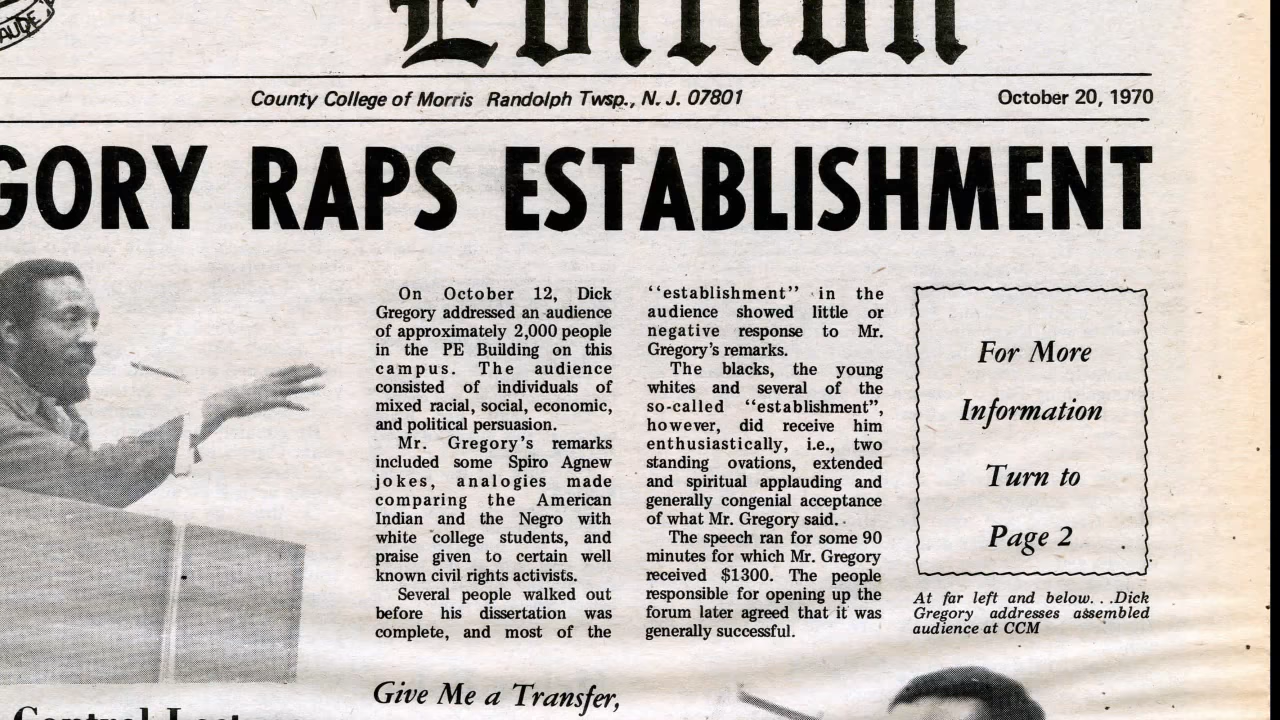 County College of Morris Randolph Twsp., N. J. 07801
October 20, 1970
GORY RAPS ESTABLISHMENT
On October 12, Dick
Gregory addressed an audience
of approximately 2,000 people
in the PE Building on this
campus. The audience
consisted of individuals of
mixed racial, social, economic,
and political persuasion.
Mr. Gregory's remarks
included some Spiro Agnew
jokes, analogies made
comparing the American
Indian and the Negro with
white college students, and
praise given to certain well
known civil rights activists.
Several people walked out
before his dissertation was
complete, and most of the
“establishment” in the
audience showed little or
negative response to Mr.
Gregory's remarks.
The blacks, the young
whites and several of the
so-called “establishment”,
however, did receive him
enthusiastically, i.e., two
standing ovations, extended
and spiritual applauding and
generally congenial acceptance
of what Mr. Gregory said.
The speech ran for some 90
minutes for which Mr. Gregory
received $1300. The people
responsible for opening up the
forum later agreed that it was
generally successful.
For More
Information
Turn to
Page 2
At far left and below. . .Dick
Gregory addresses assembled
audience at CCM
Give Me a Transfer,